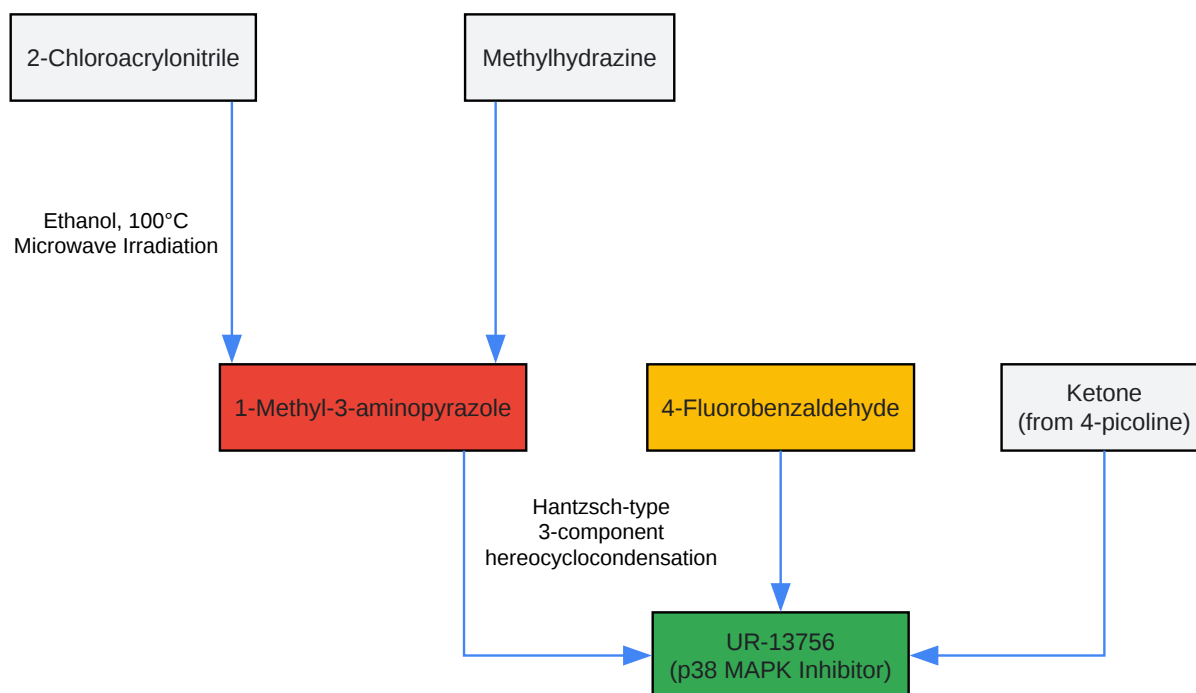 2-Chloroacrylonitrile
Methylhydrazine
Ethanol, 100°C
Microwave Irradiation
1-Methyl-3-aminopyrazole
4-Fluorobenzaldehyde
Ketone
(from 4-picoline)
Hantzsch-type
3-component
hereocyclocondensation
UR-13756
(p38 MAPK Inhibitor)